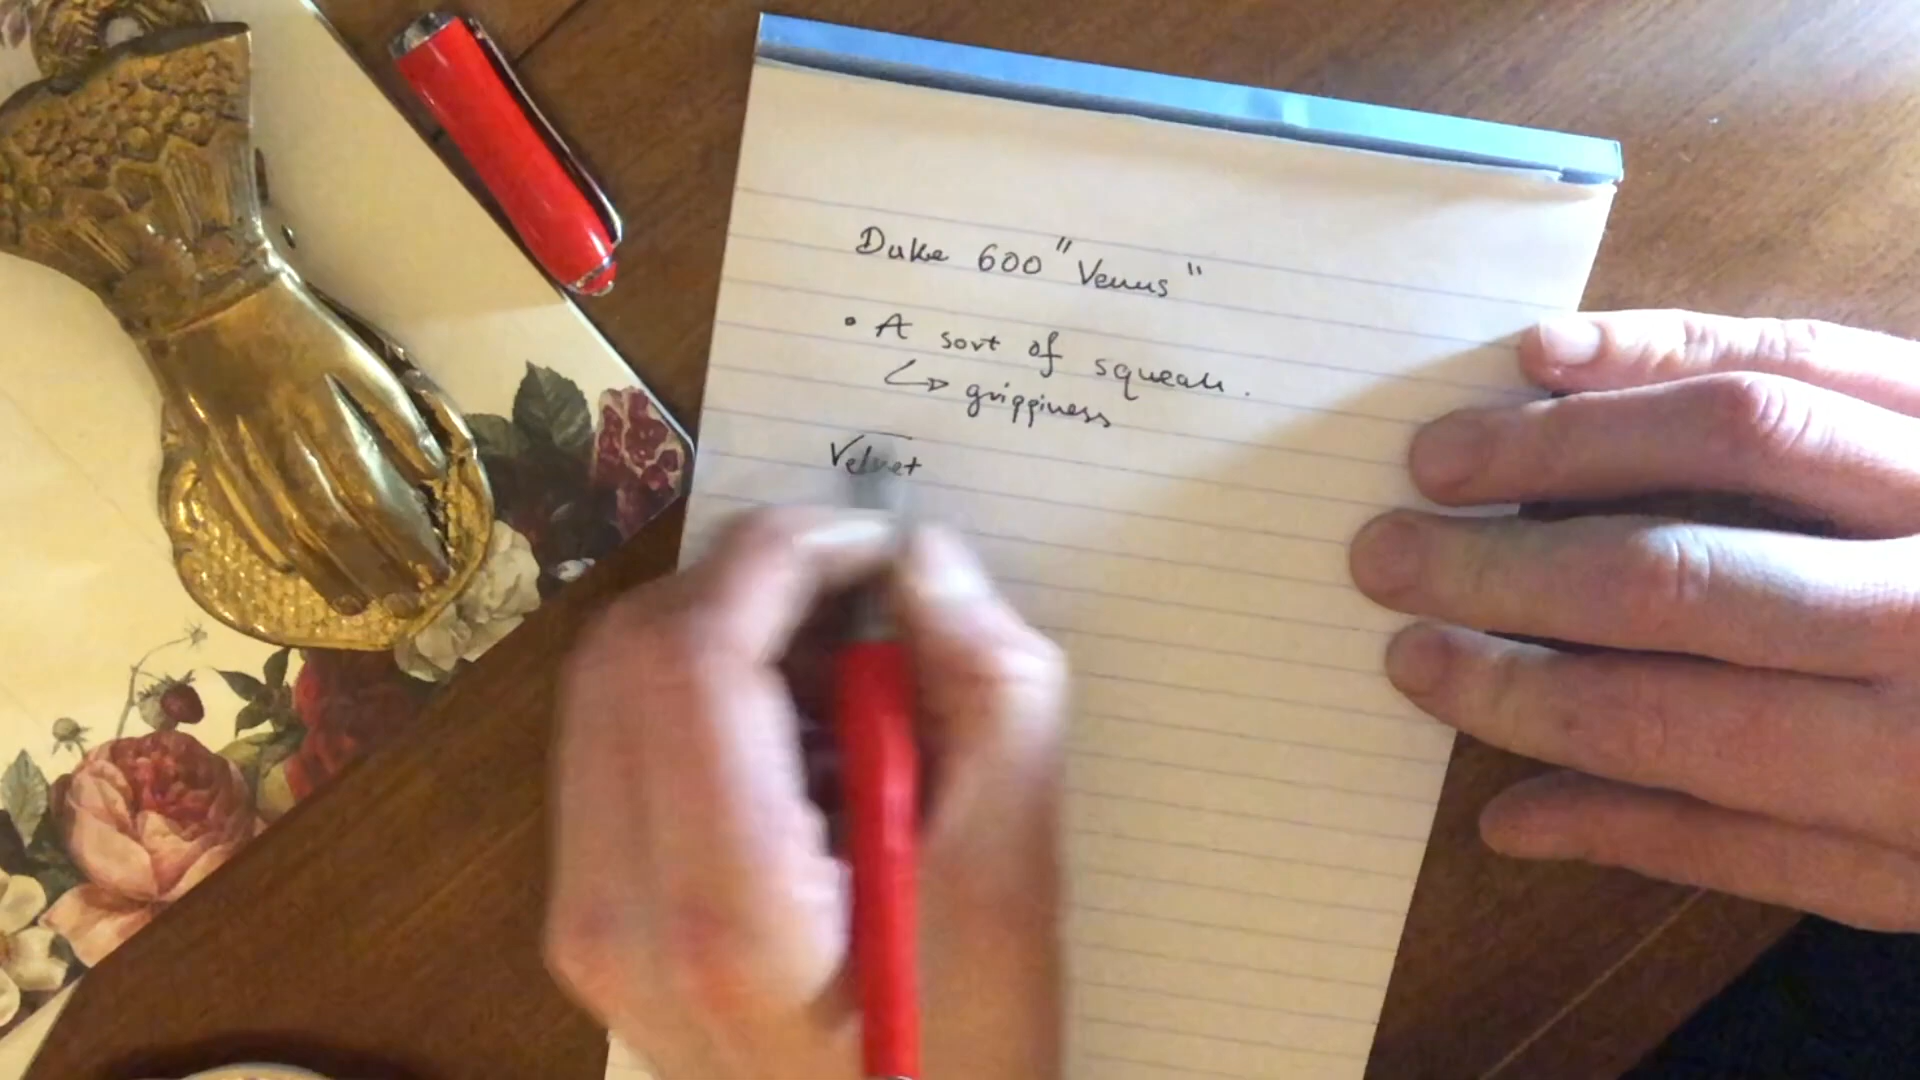 Duke 600 "Venus"
• A sort of squeak.
↳ grippiness
Velvet